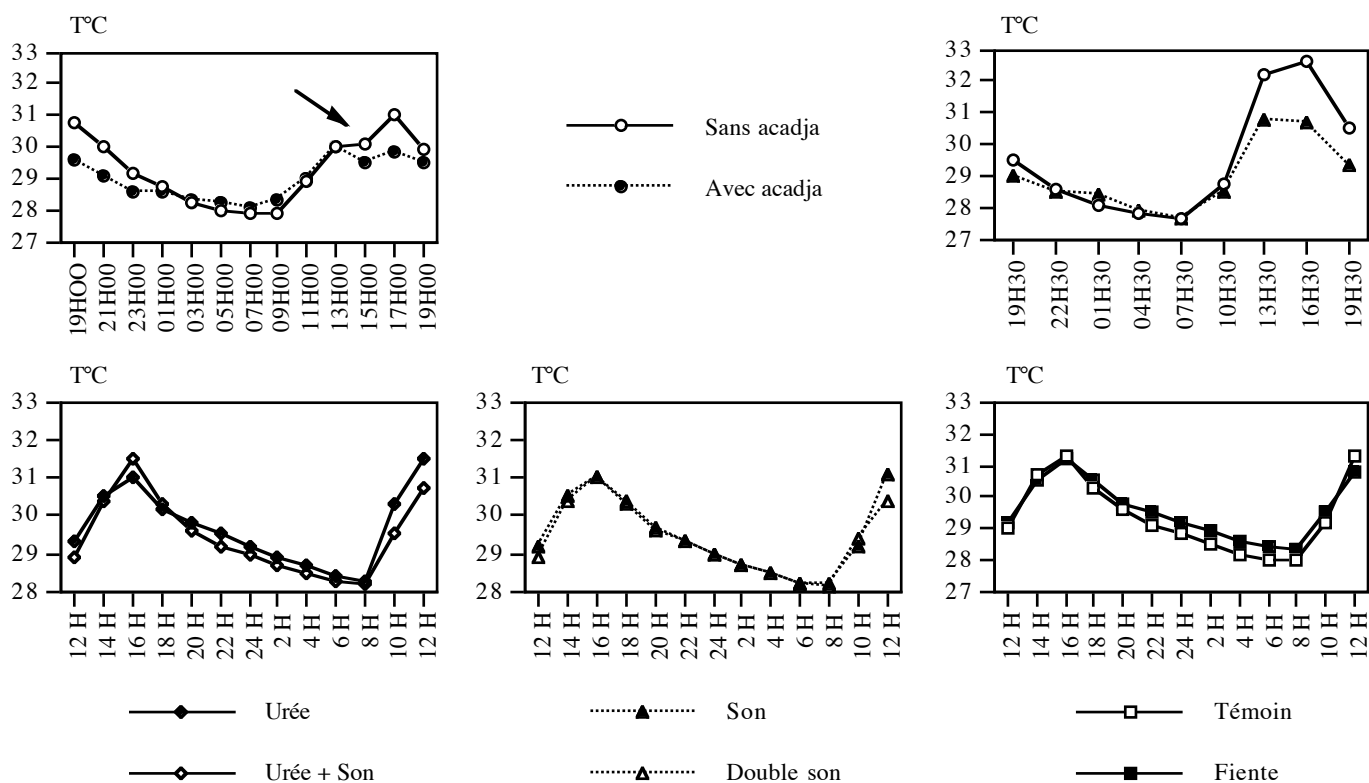 T°C
33
32
31
30
29
28
27
19HOO
21H00
23H00
01H00
03H00
05H00
07H00
09H00
11H00
13H00
15H00
17H00
19H00
Sans acadja
Avec acadja
T°C
33
32
31
30
29
28
27
19H30
22H30
01H30
04H30
07H30
10H30
13H30
16H30
19H30
T°C
33
32
31
30
29
28
12 H
14 H
16 H
18 H
20 H
22 H
24 H
2 H
4 H
6 H
8 H
10 H
12 H
T°C
33
32
31
30
29
28
12 H
14 H
16 H
18 H
20 H
22 H
24 H
2 H
4 H
6 H
8 H
10 H
12 H
T°C
33
32
31
30
29
28
27
12 H
14 H
16 H
18 H
20 H
22 H
24 H
2 H
4 H
6 H
8 H
10 H
12 H
Urée
Urée + Son
Son
Double son
Témoin
Fiente